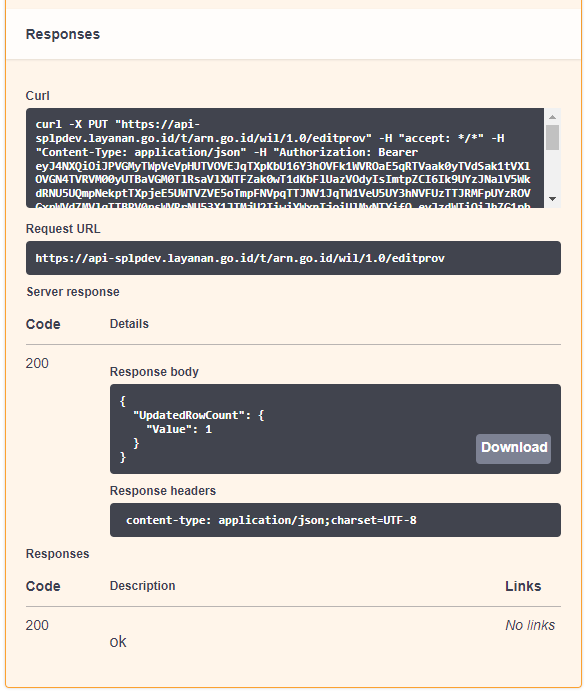 Responses
Curl
curl -X PUT "https://api-
splpdev.layanan.go.id/t/arn.go.id/wil/1.0/editprov" -H "accept: */*" -H
"Content-Type: application/json" -H "Authorization: Bearer
Request URL
https://api-splpdev.layanan.go.id/t/arn.go.id/wil/1.0/editprov
Server response
Code Details
200
Response body
{
"UpdatedRowCount": {
"Value": 1
}
}
Download
Response headers
content-type: application/json;charset=UTF-8
Responses
Code Description Links
200 No links
ok